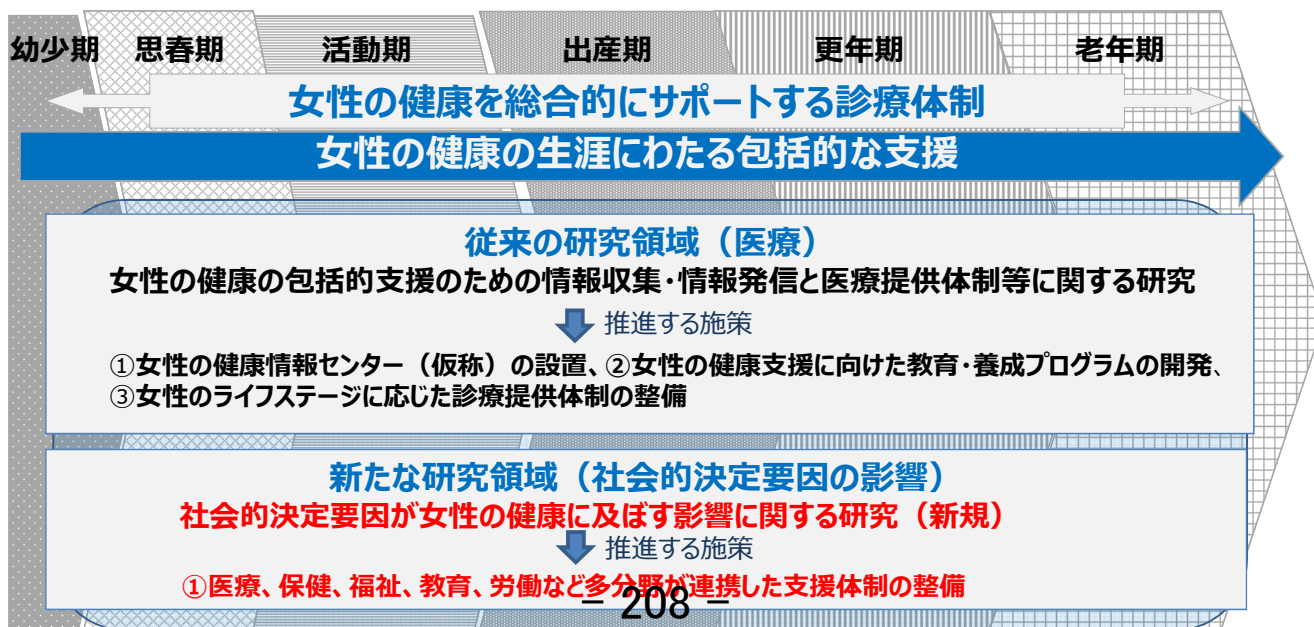 幼少期 思春期 活動期 出産期 更年期 老年期
女性の健康を総合的にサポートする診療体制
女性の健康の生涯にわたる包括的な支援
従来の研究領域（医療）
女性の健康の包括的支援のための情報収集・情報発信と医療提供体制等に関する研究
推進する施策
①女性の健康情報センター（仮称）の設置、②女性の健康支援に向けた教育・養成プログラムの開発、
③女性のライフステージに応じた診療提供体制の整備
新たな研究領域（社会的決定要因の影響）
社会的決定要因が女性の健康に及ぼす影響に関する研究（新規）
推進する施策
①医療、保健、福祉、教育、労働など多分野が連携した支援体制の整備
− 208 −